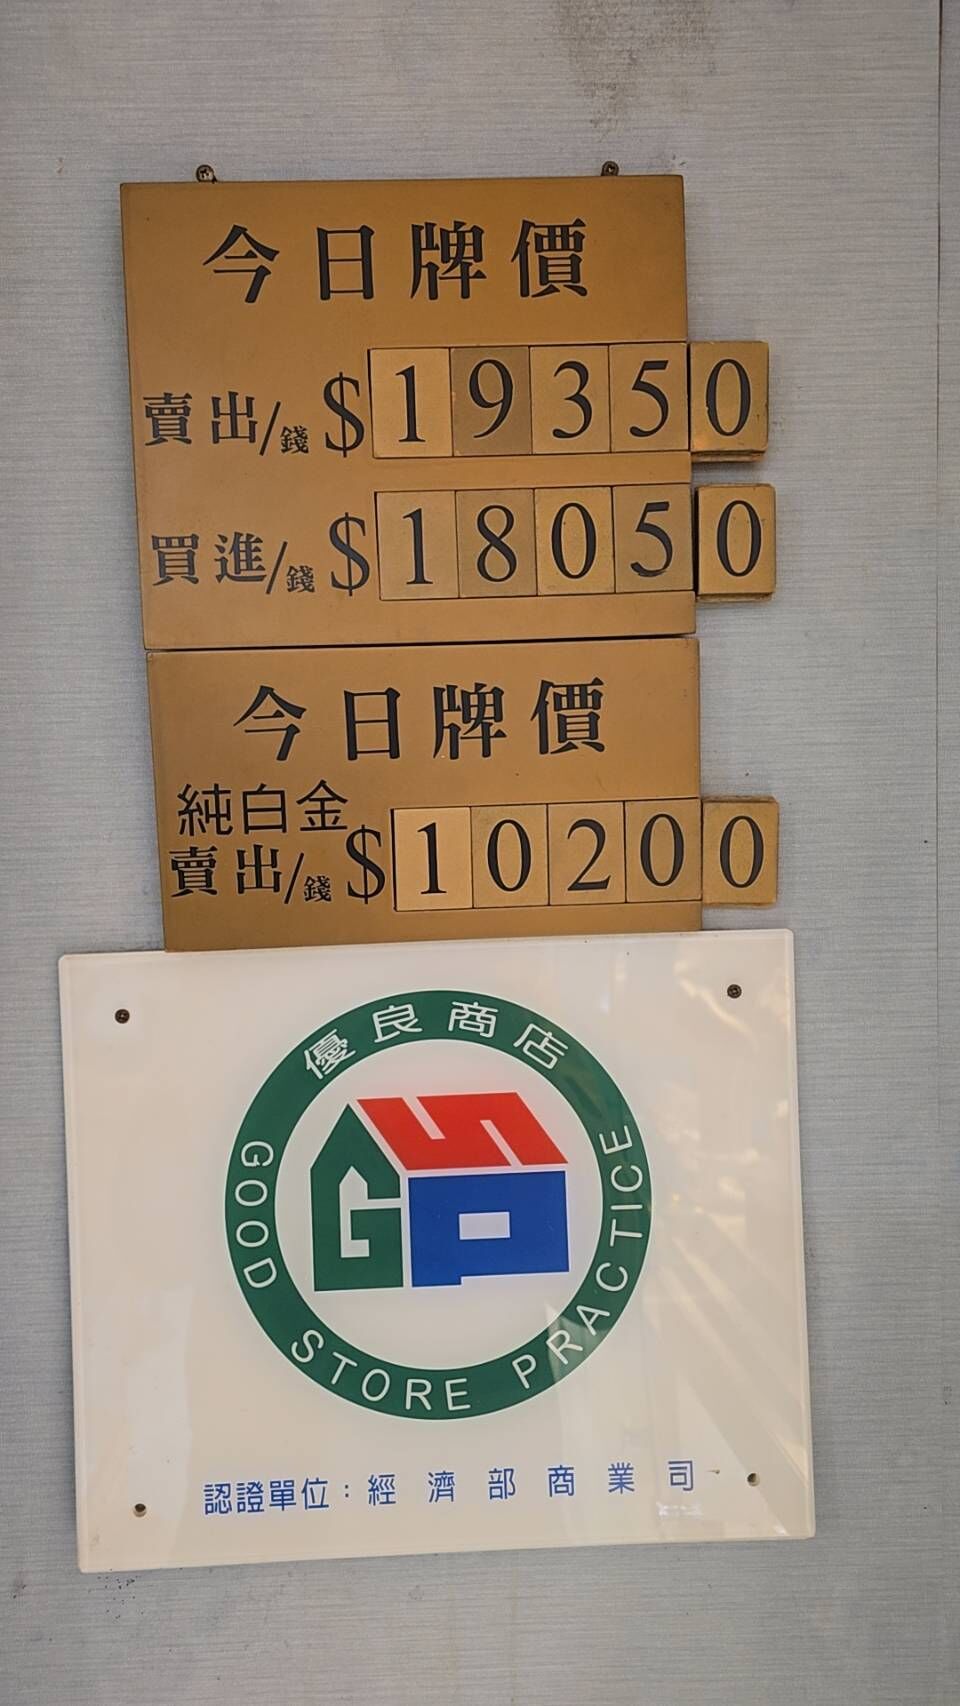 今日牌價
賣出/錢 $19350
買進/錢 $18050
今日牌價
純白金
賣出/錢 $10200
優良商店
GSP
GOOD STORE PRACTICE
認證單位：經濟部商業司